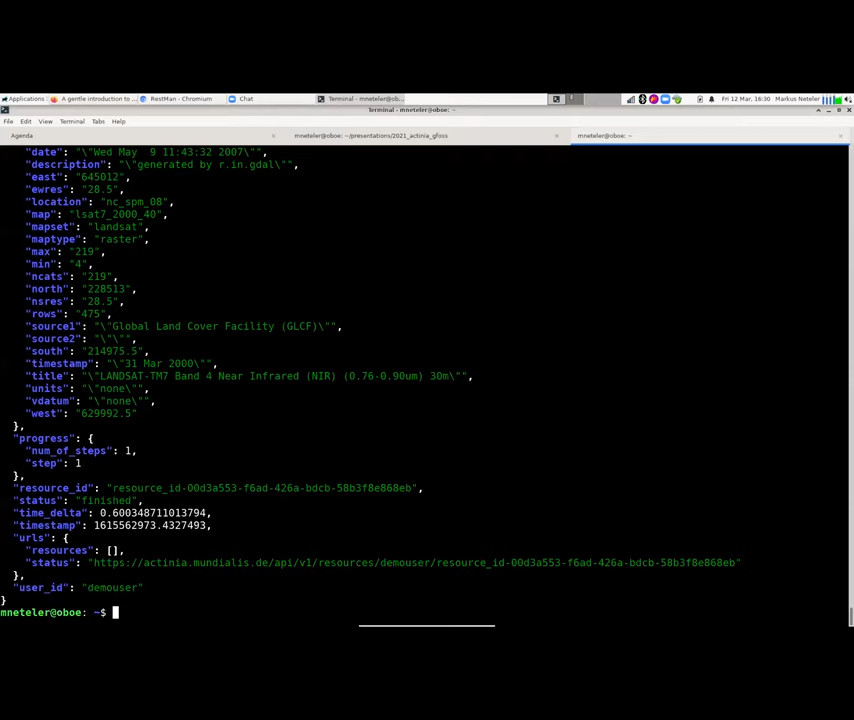 Applications
A gentle introduction to ...
RestMan - Chromium
Chat
Terminal - mneteler@ob...
Fri 12 Mar, 16:30
Markus Neteler
Terminal - mneteler@oboe: ~
File Edit View Terminal Tabs Help
Agenda
mneteler@oboe: ~/presentations/2021_actinia_gfoss
mneteler@oboe: ~
"date": "\"Wed May  9 11:43:32 2007\"",
"description": "\"generated by r.in.gdal\"",
"east": "645012",
"ewres": "28.5",
"location": "nc_spm_08",
"map": "lsat7_2000_40",
"mapset": "landsat",
"maptype": "raster",
"max": "219",
"min": "4",
"ncats": "219",
"north": "228513",
"nsres": "28.5",
"rows": "475",
"source1": "\"Global Land Cover Facility (GLCF)\"",
"source2": "\"\"",
"south": "214975.5",
"timestamp": "\"31 Mar 2000\"",
"title": "\"LANDSAT-TM7 Band 4 Near Infrared (NIR) (0.76-0.90um) 30m\"",
"units": "\"none\"",
"vdatum": "\"none\"",
"west": "629992.5"
},
"progress": {
"num_of_steps": 1,
"step": 1
},
"resource_id": "resource_id-00d3a553-f6ad-426a-bdcb-58b3f8e868eb",
"status": "finished",
"time_delta": 0.600348711013794,
"timestamp": 1615562973.4327493,
"urls": {
"resources": [],
"status": "https://actinia.mundialis.de/api/v1/resources/demouser/resource_id-00d3a553-f6ad-426a-bdcb-58b3f8e868eb"
},
"user_id": "demouser"
}
mneteler@oboe: ~$